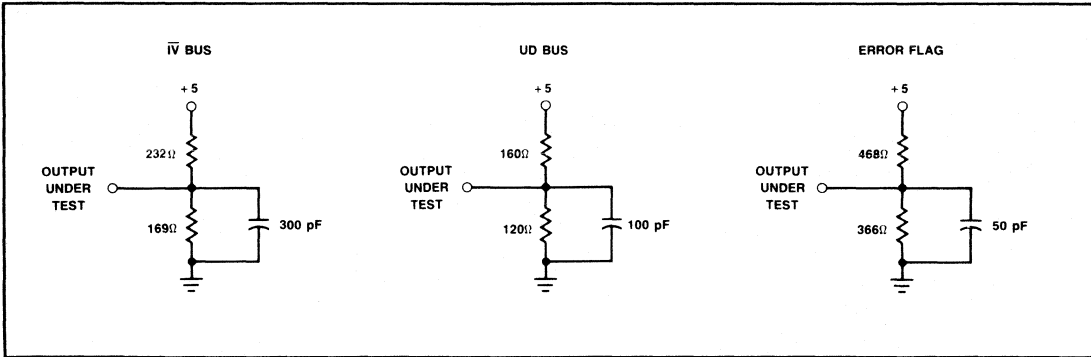 I̅V̅ BUS
+ 5
232Ω
OUTPUT
UNDER
TEST
169Ω
300 pF
UD BUS
+ 5
160Ω
OUTPUT
UNDER
TEST
120Ω
100 pF
ERROR FLAG
+ 5
468Ω
OUTPUT
UNDER
TEST
366Ω
50 pF